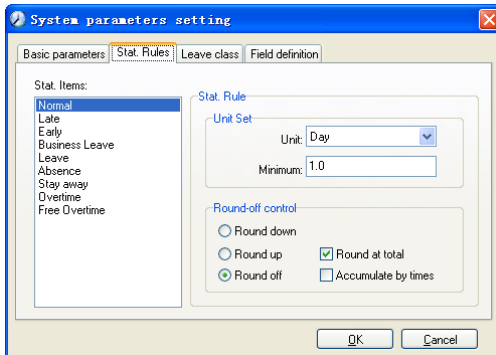 System parameters setting
Basic parameters Stat. Rules Leave class Field definition
Stat. Items:
Normal
Late
Early
Business Leave
Leave
Absence
Stay away
Overtime
Free Overtime
Stat. Rule
Unit Set
Unit: Day
Minimum: 1.0
Round-off control
Round down
Round up Round at total
Round off Accumulate by times
OK Cancel